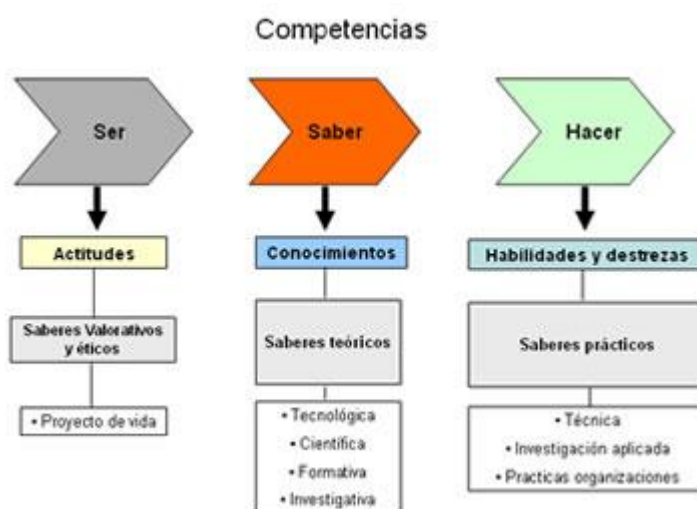 Competencias
Ser
Saber
Hacer
Actitudes
Conocimientos
Habilidades y destrezas
Saberes Valorativos
y éticos
Saberes teóricos
Saberes prácticos
• Proyecto de vida
• Tecnológica
• Científica
• Formativa
• Investigativa
• Técnica
• Investigación aplicada
• Practicas organizaciones